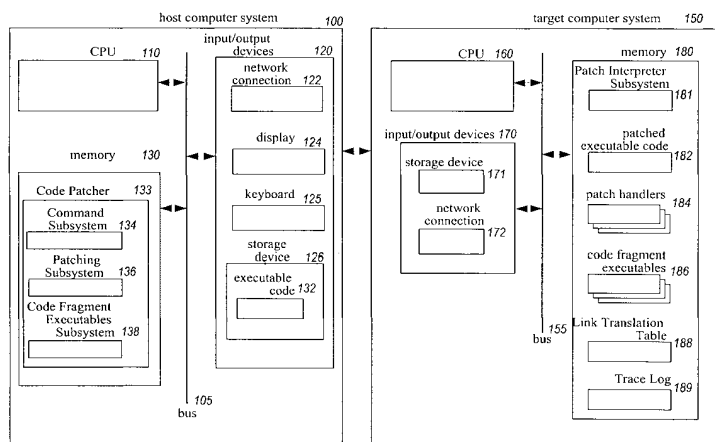 host computer system 100
CPU 110
input/output
devices 120
network
connection 122
display 124
keyboard 125
storage
device 126
executable
code 132
memory 130
Code Patcher 133
Command
Subsystem 134
Patching
Subsystem 136
Code Fragment
Executables
Subsystem 138
105
bus
target computer system 150
CPU 160
input/output devices 170
storage device 171
network
connection 172
155
bus
memory 180
Patch Interpreter
Subsystem 181
patched
executable code 182
patch handlers 184
code fragment
executables 186
Link Translation
Table 188
Trace Log 189